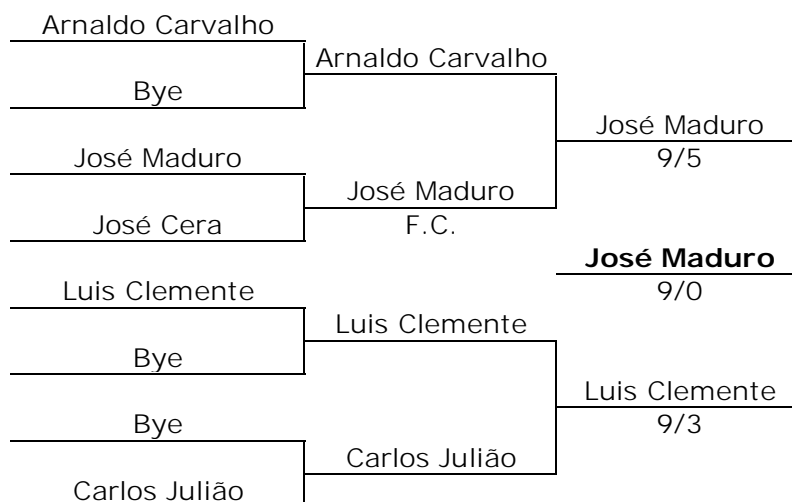 Arnaldo Carvalho
Arnaldo Carvalho
Bye
José Maduro
José Maduro
9/5
José Maduro
José Cera
F.C.
José Maduro
Luis Clemente
9/0
Luis Clemente
Bye
Luis Clemente
Bye
9/3
Carlos Julião
Carlos Julião